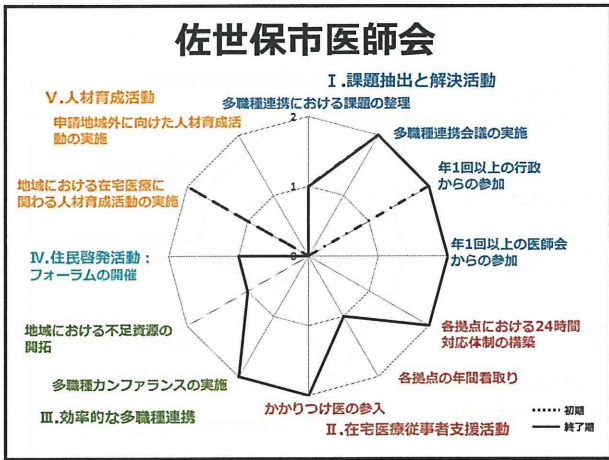 佐世保市医師会
Ⅰ.課題抽出と解決活動
多職種連携における課題の整理
多職種連携会議の実施
年1回以上の行政
からの参加
年1回以上の医師会
からの参加
各拠点における24時間
対応体制の構築
各拠点の年間着取り
かかりつけ医の参入
Ⅱ.在宅医療従事者支援活動
多職種カンファランスの実施
Ⅲ.効率的な多職種連携
地域における不足資源の
開拓
Ⅳ.住民啓発活動：
フォーラムの開催
地域における在宅医療に
関わる人材育成活動の実施
Ⅴ.人材育成活動
申請地域外に向けた人材育成活
動の実施
2
1
0
初期
終了期